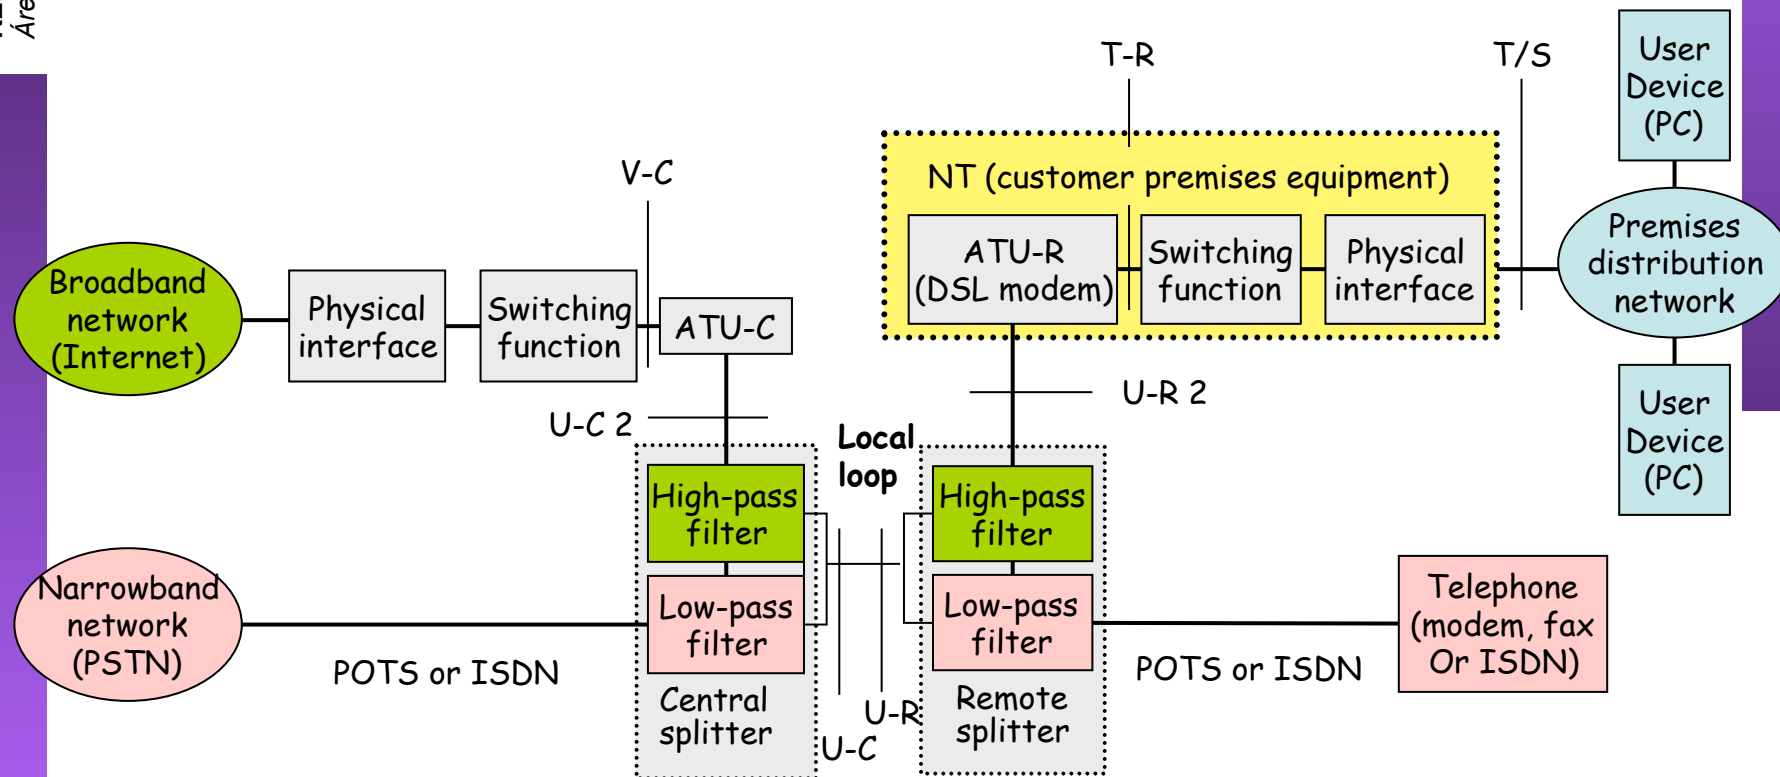 Áre
T-R
T/S
User
Device
(PC)
V-C
NT (customer premises equipment)
Broadband
network
(Internet)
Physical
interface
Switching
function
ATU-C
ATU-R
(DSL modem)
Switching
function
Physical
interface
Premises
distribution
network
U-C 2
U-R 2
Local
loop
User
Device
(PC)
High-pass
filter
High-pass
filter
Narrowband
network
(PSTN)
Low-pass
filter
Low-pass
filter
Telephone
(modem, fax
Or ISDN)
POTS or ISDN
POTS or ISDN
Central
splitter
U-R
U-C
Remote
splitter